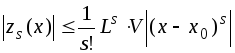 |z_s(x)| ≤ 1/s! L^s · V|(x − x_0)^s